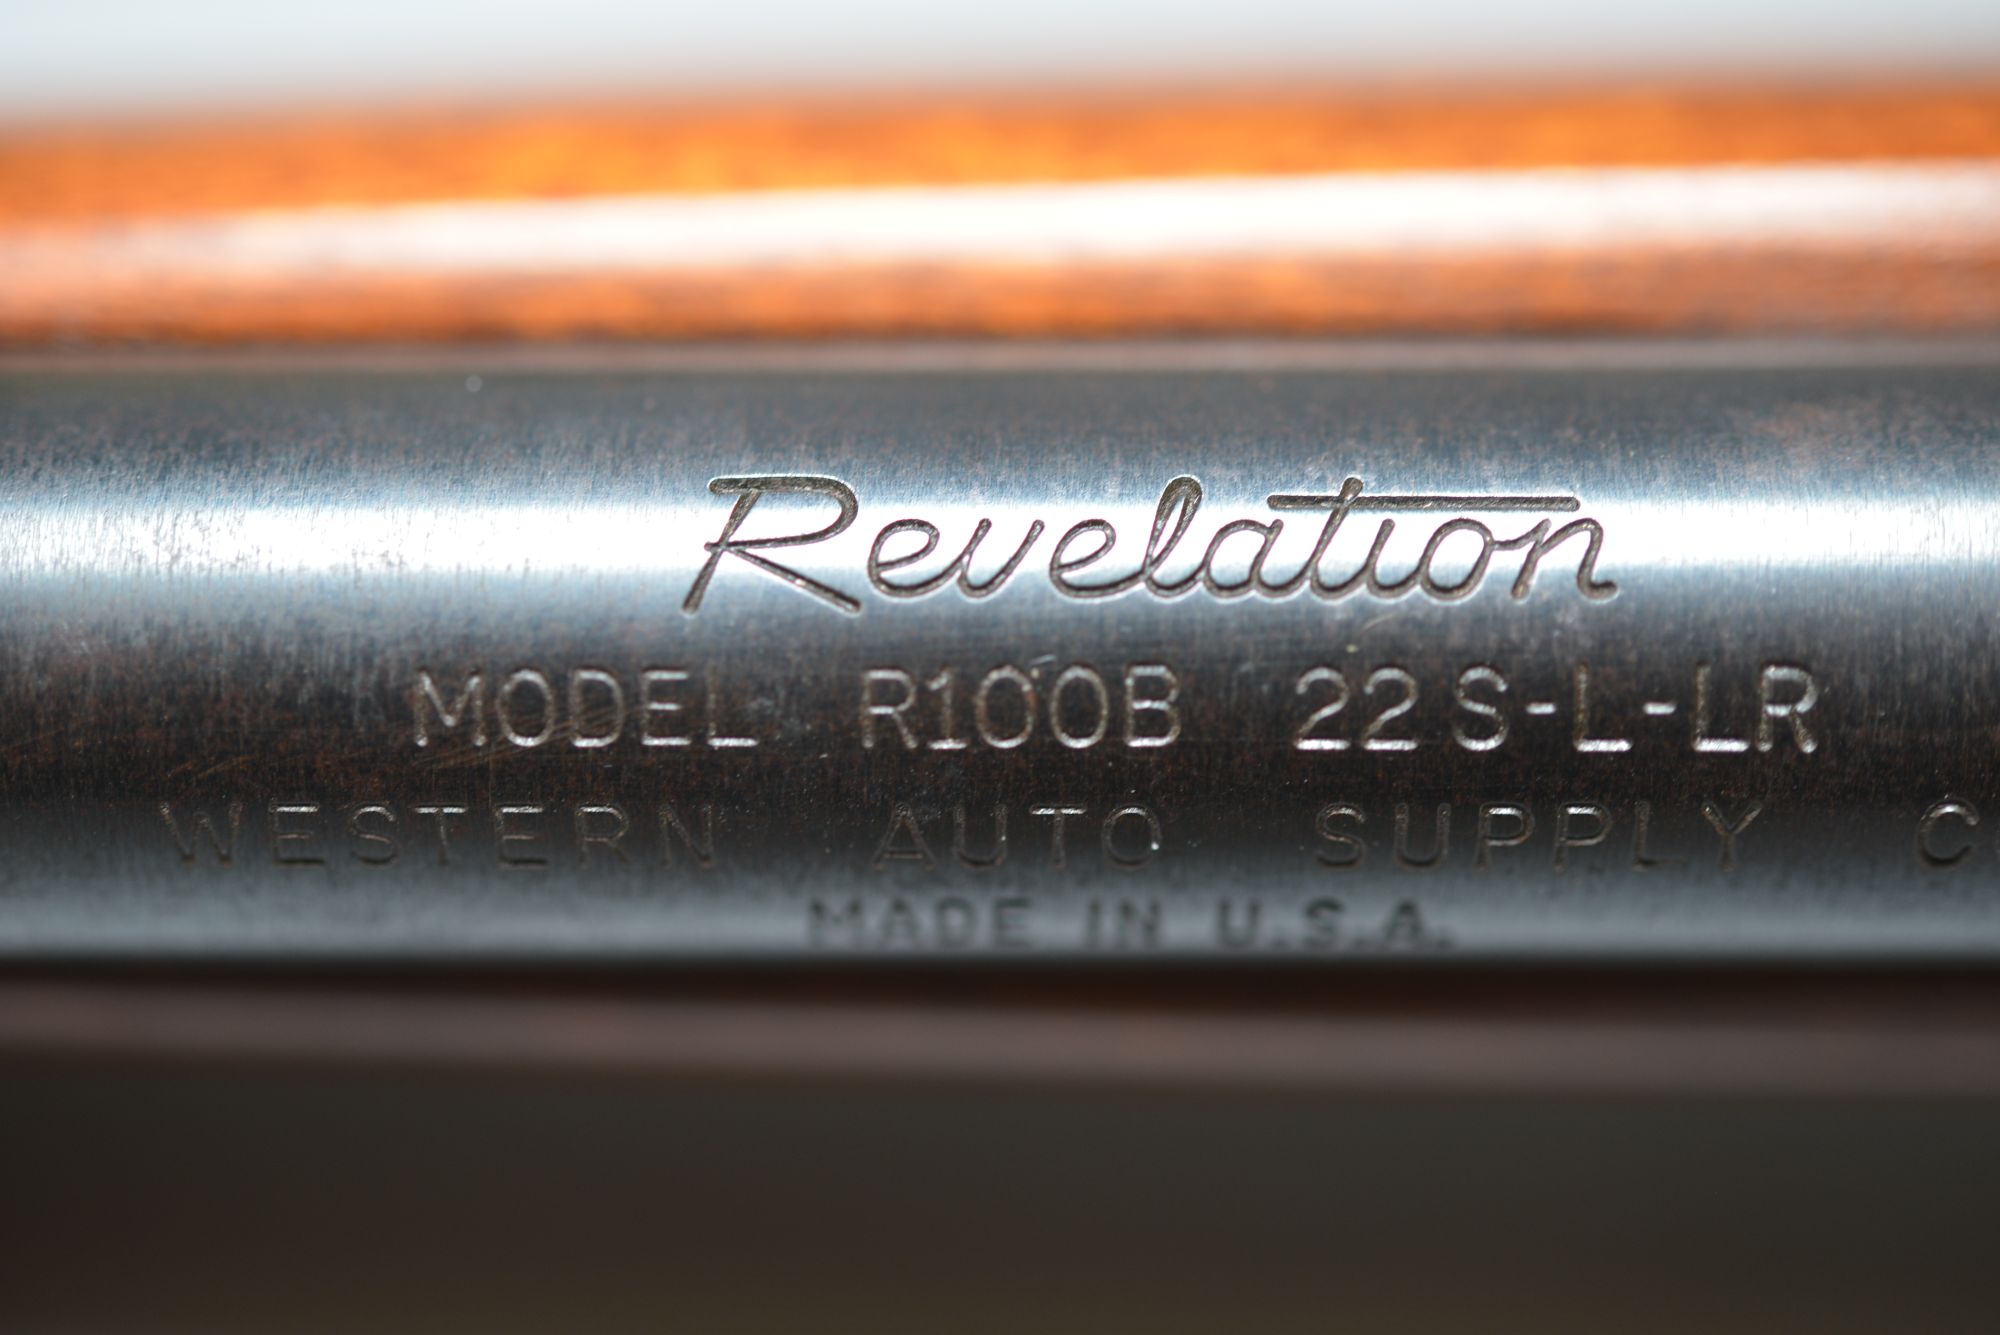 Revelation
MODEL R100B 22 S-L-LR
WESTERN AUTO SUPPLY C
MADE IN U.S.A.